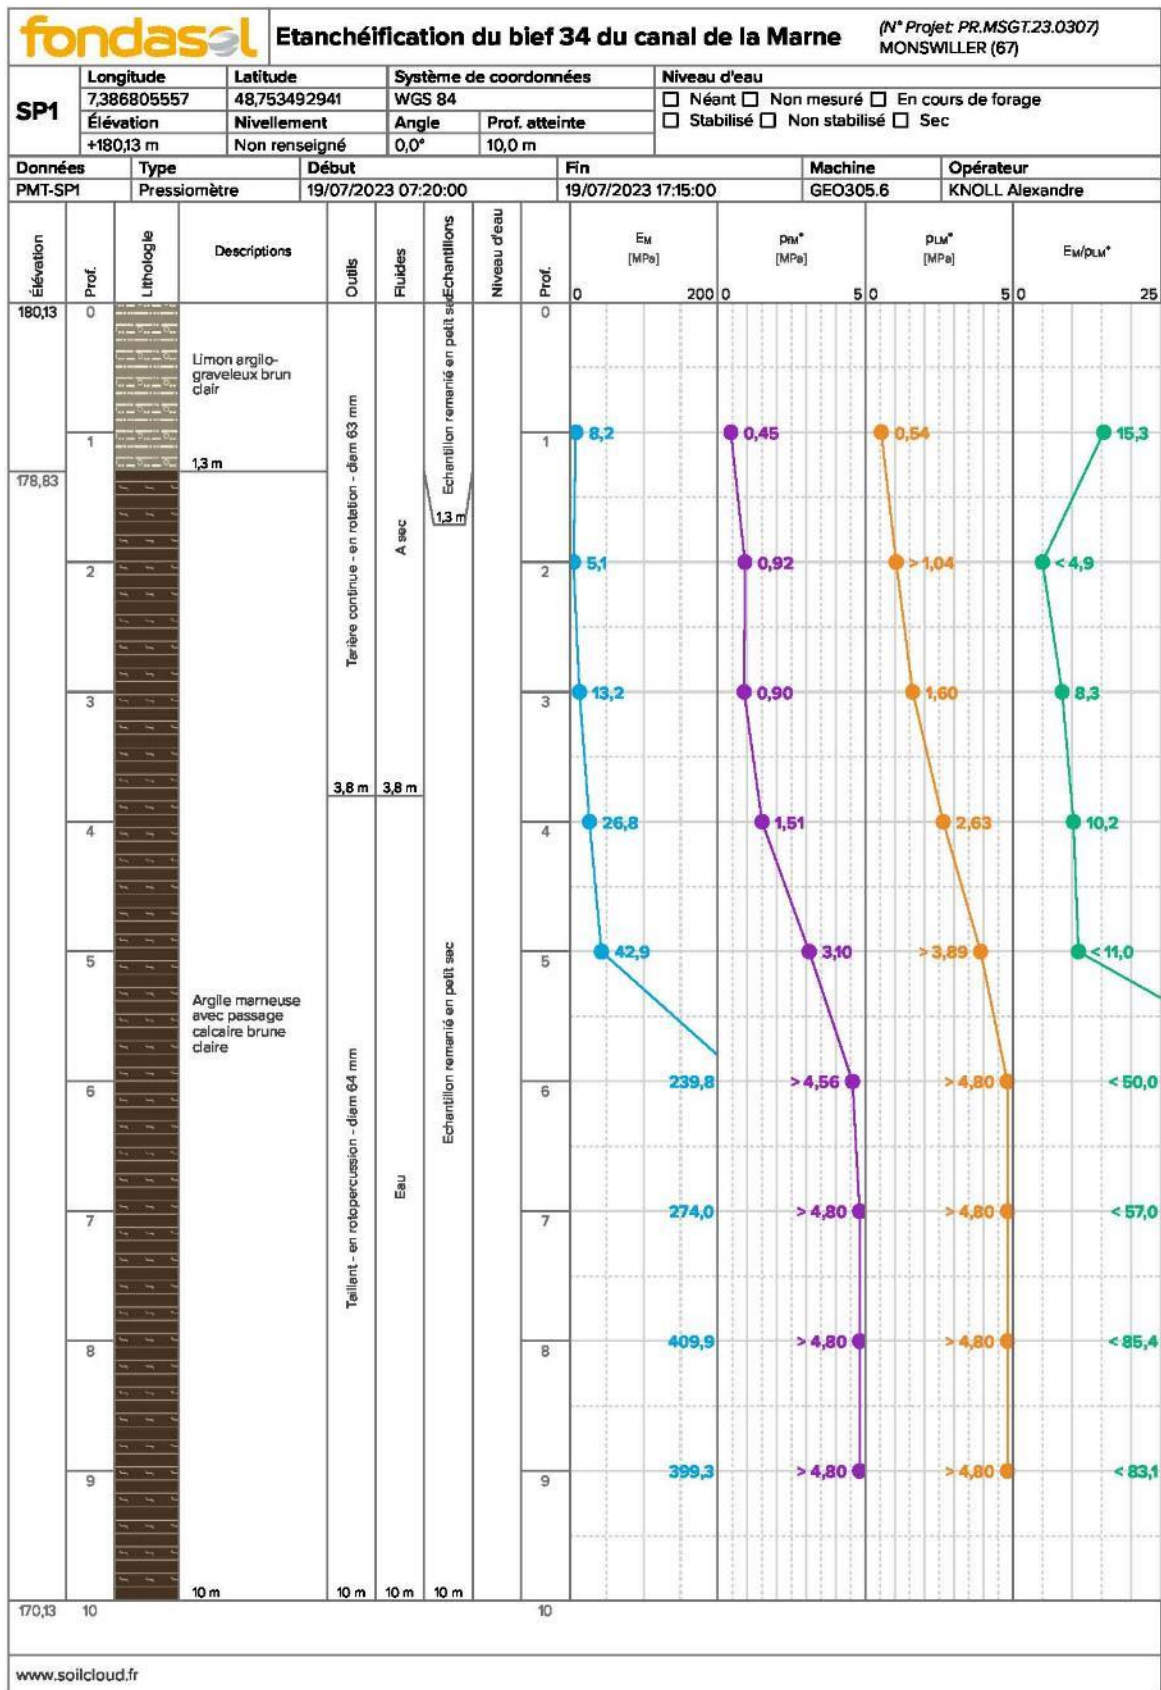 fondasol
Etanchéification du bief 34 du canal de la Marne
(N° Projet: PR.MSGT.23.0307)
MONSWILLER (67)
SP1
Longitude
Latitude
Système de coordonnées
Niveau d'eau
7,386805557
48,753492941
WGS 84
Néant
Non mesuré
En cours de forage
Élévation
Nivellement
Angle
Prof. atteinte
Stabilisé
Non stabilisé
Sec
+180,13 m
Non renseigné
0,0°
10,0 m
Données
Type
Début
Fin
Machine
Opérateur
PMT-SP1
Pressiomètre
19/07/2023 07:20:00
19/07/2023 17:15:00
GEO305.6
KNOLL Alexandre
Élévation
Prof.
Lithologie
Descriptions
Outils
Fluides
Echantillons
Niveau d'eau
Prof.
EM
[MPa]
pfM*
[MPa]
pLM*
[MPa]
EM/pLM*
0
200
0
5
0
5
0
25
180,13
0
0
Limon argilo-
graveleux brun
clair
1,3 m
178,83
Argile marneuse
avec passage
calcaire brune
claire
10 m
170,13
Tarière continue - en rotation - diam 63 mm
3,8 m
Taillant - en rotopercussion - diam 64 mm
10 m
A sec
3,8 m
Eau
10 m
Echantillon remanié en petit sac
1,3 m
Echantillon remanié en petit sac
10 m
1
1
8,2
0,45
0,54
15,3
2
2
5,1
0,92
> 1,04
< 4,9
3
3
13,2
0,90
1,60
8,3
4
4
26,8
1,51
2,63
10,2
5
5
42,9
3,10
> 3,89
< 11,0
6
6
239,8
> 4,56
> 4,80
< 50,0
7
7
274,0
> 4,80
> 4,80
< 57,0
8
8
409,9
> 4,80
> 4,80
< 85,4
9
9
399,3
> 4,80
> 4,80
< 83,1
10
10
www.soilcloud.fr